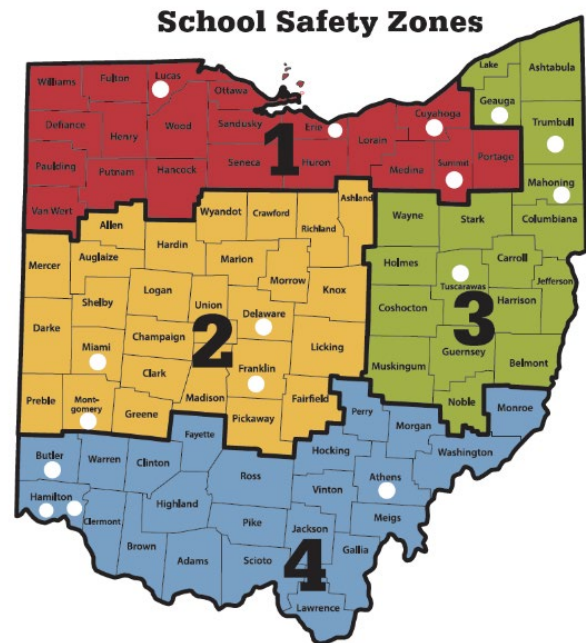 School Safety Zones
Williams
Fulton
Lucas
Ottawa
Lake
Ashtabula
Geauga
Defiance
Henry
Wood
Sandusky
Erie
Cuyahoga
Trumbull
Lorain
Paulding
Putnam
Hancock
Seneca
1
Huron
Medina
Summit
Portage
Mahoning
Van Wert
Wyandot
Crawford
Richland
Ashland
Wayne
Stark
Columbiana
Allen
Mercer
Auglaize
Hardin
Marion
Morrow
Knox
Holmes
Carroll
Jefferson
Tuscarawas
Logan
Shelby
Union
Delaware
Coshocton
Harrison
3
Darke
Champaign
2
Licking
Miami
Clark
Franklin
Muskingum
Guernsey
Belmont
Preble
Mont-
gomery
Greene
Madison
Pickaway
Fairfield
Noble
Monroe
Perry
Morgan
Fayette
Washington
Butler
Warren
Clinton
Ross
Hocking
Athens
Hamilton
Clermont
Highland
Vinton
Meigs
Pike
Jackson
Brown
Adams
Scioto
4
Gallia
Lawrence